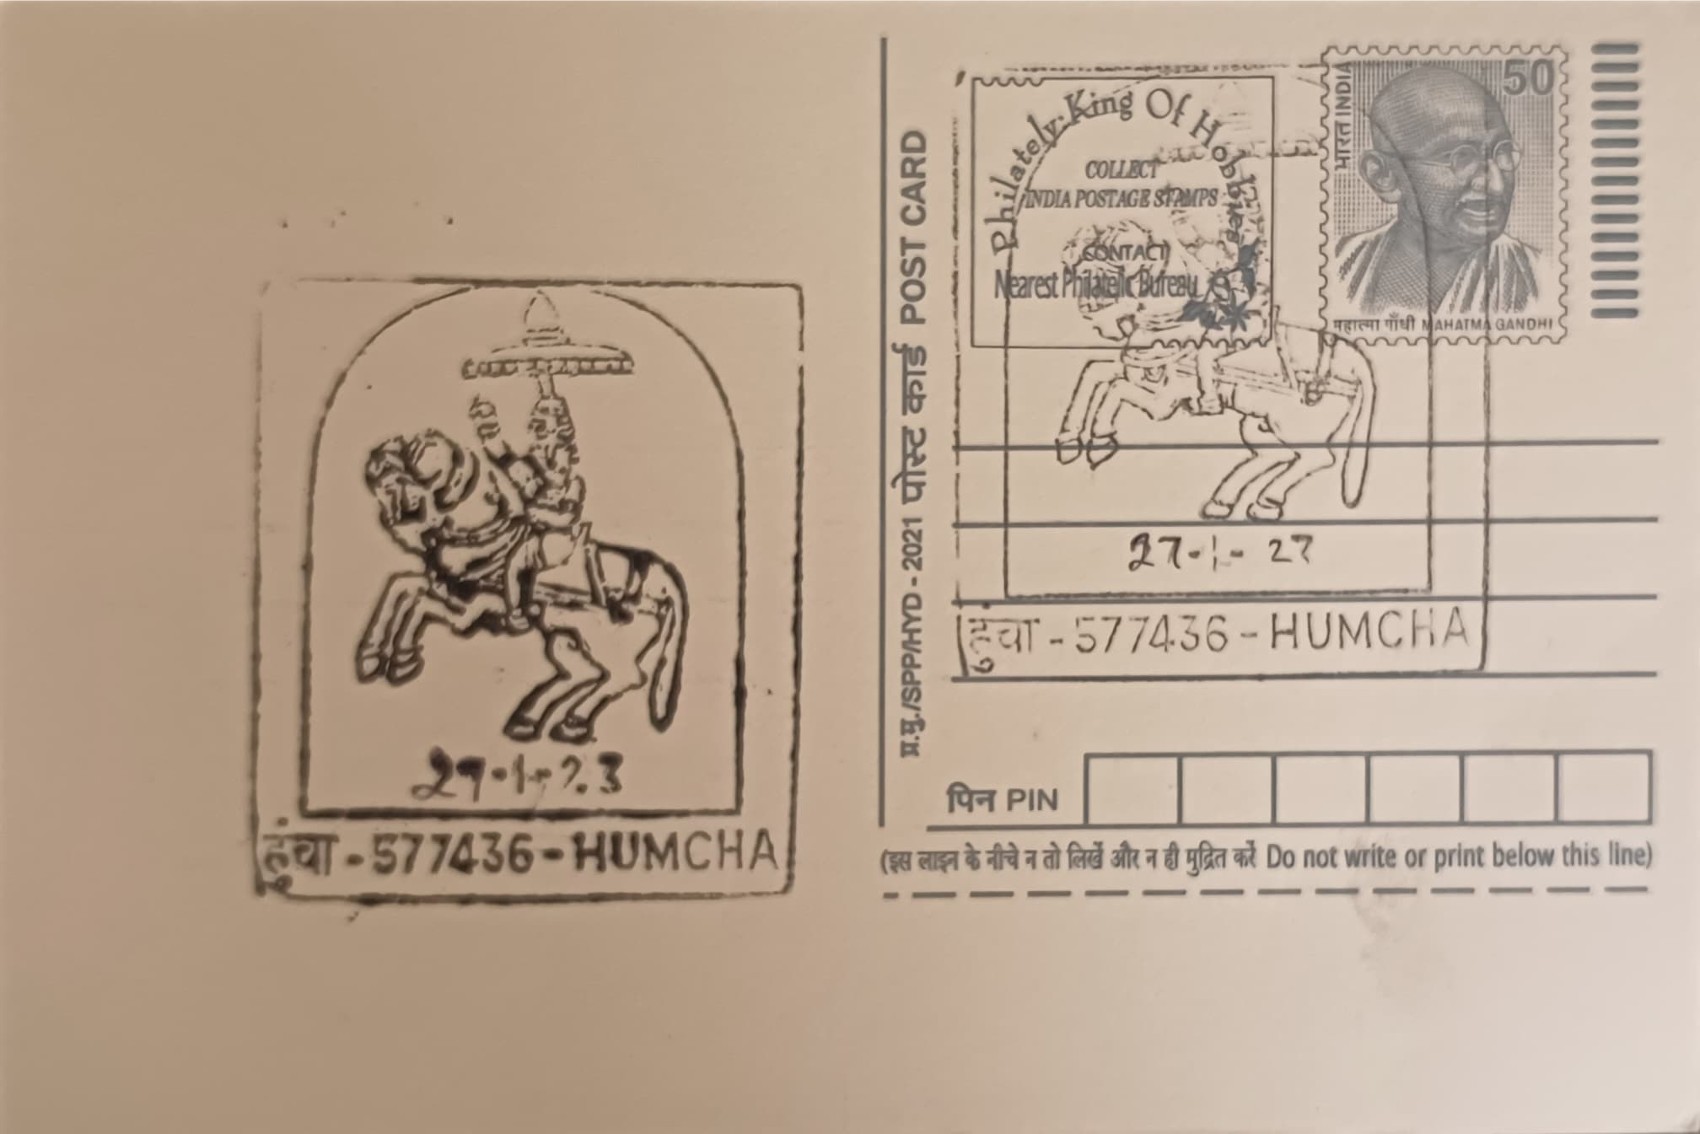 27-1-23
हुंचा - 577436 - HUMCHA
प्र.मु./SPP/HYD - 2021 पोस्ट कार्ड POST CARD
Philately:King Of Hobbies
COLLECT
INDIA POSTAGE STAMPS
CONTACT
Nearest Philatelic Bureau
भारत INDIA
50
महात्मा गाँधी MAHATMA GANDHI
27-1-27
हुंचा - 577436 - HUMCHA
पिन PIN
(इस लाइन के नीचे न तो लिखें और न ही मुद्रित करें Do not write or print below this line)